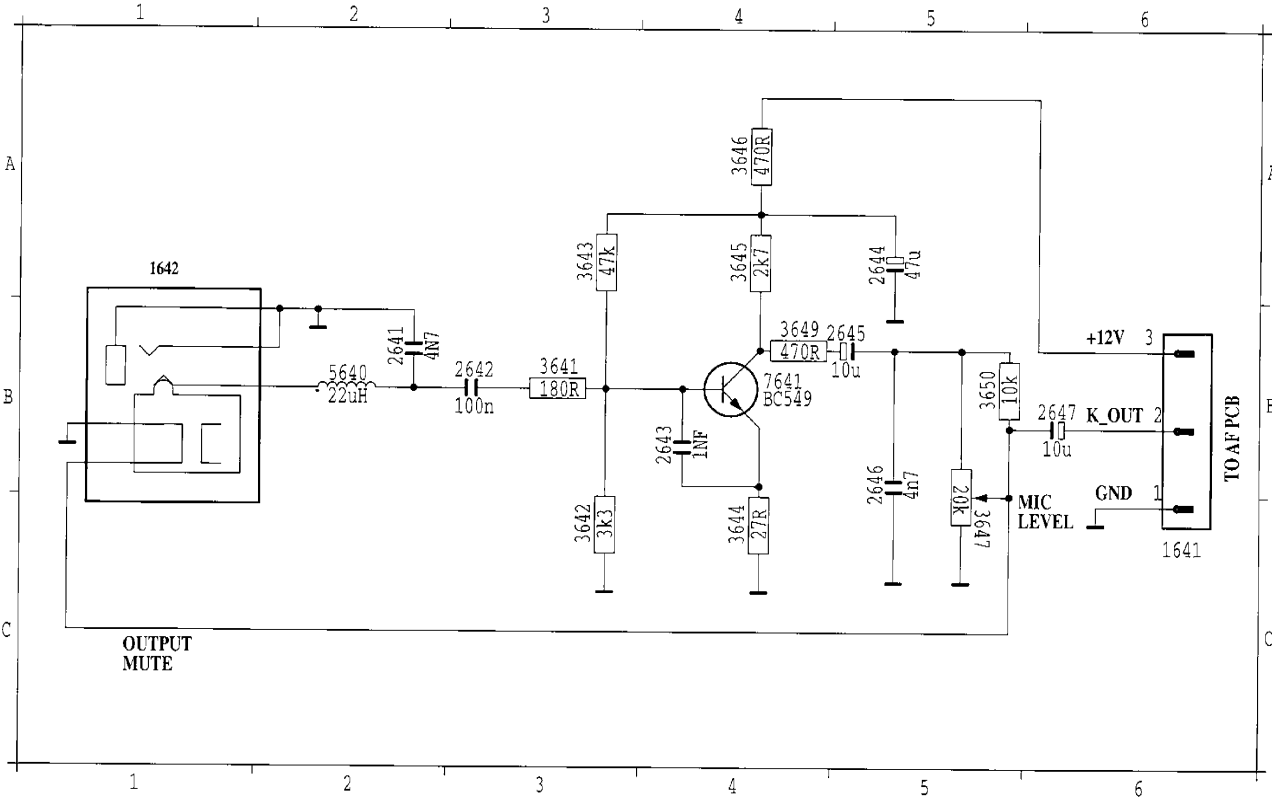 1 2 3 4 5 6
A
B
C
1642
2641
4N7
5640
22uH
2642
100n
3641
180R
3643
47k
3642
3k3
2643
1NF
3646
470R
3645
2k7
2644
47u
7641
BC549
3644
27R
3649
470R
2645
10u
2646
4n7
3650
10k
20k
3647
MIC
LEVEL
2647
10u
+12V 3
K_OUT 2
GND 1
TO AF PCB
1641
OUTPUT
MUTE
A
C
1 2 3 4 5 6